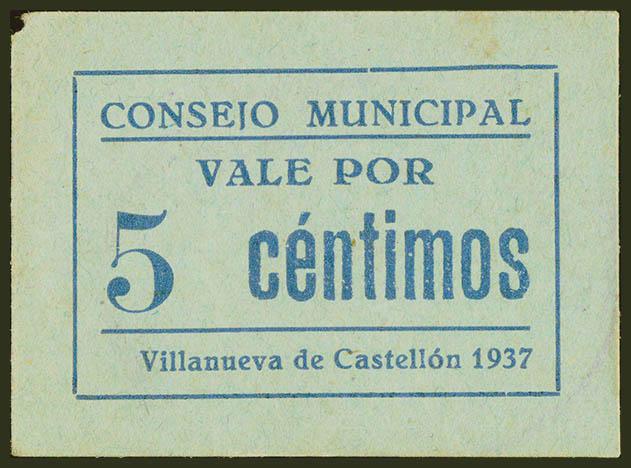 CONSEJO MUNICIPAL
VALE POR
5 céntimos
Villanueva de Castellón 1937